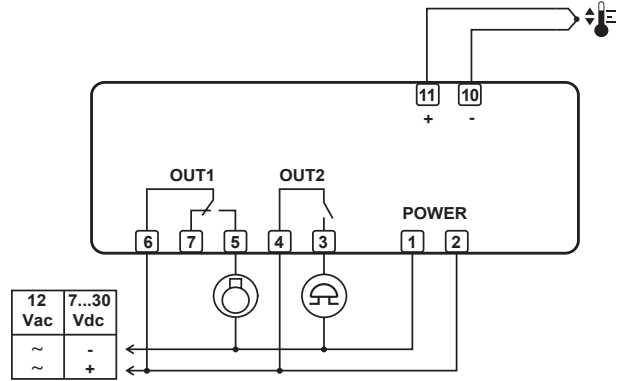 11 10
+ -
OUT1 OUT2
POWER
6 7 5 4 3 1 2
12 7...30
Vac Vdc
~ -
~ +